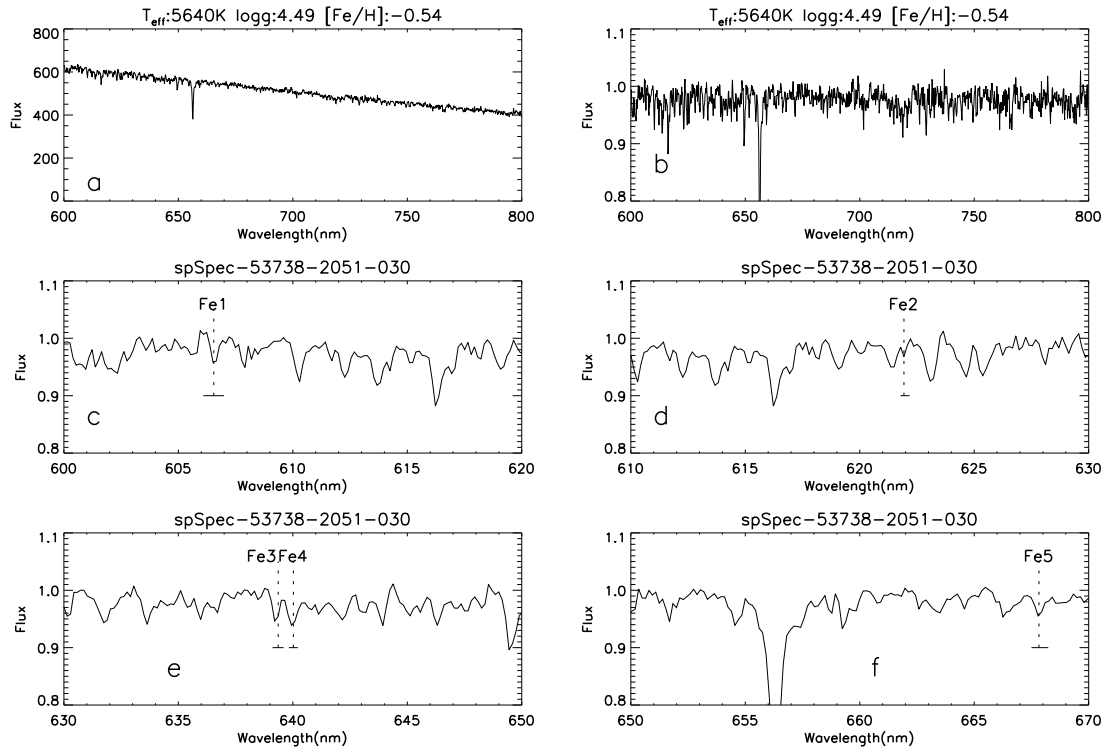 T_eff:5640K logg:4.49 [Fe/H]:−0.54
800
600
400
200
0
Flux
a
600 650 700 750 800
Wavelength(nm)
T_eff:5640K logg:4.49 [Fe/H]:−0.54
1.0
0.9
0.8
Flux
b
600 650 700 750 800
Wavelength(nm)
spSpec−53738−2051−030
1.1
1.0
0.9
0.8
Flux
Fe1
c
600 605 610 615 620
Wavelength(nm)
spSpec−53738−2051−030
1.1
1.0
0.9
0.8
Flux
Fe2
d
610 615 620 625 630
Wavelength(nm)
spSpec−53738−2051−030
1.1
1.0
0.9
0.8
Flux
Fe3 Fe4
e
630 635 640 645 650
Wavelength(nm)
spSpec−53738−2051−030
1.1
1.0
0.9
0.8
Flux
Fe5
f
650 655 660 665 670
Wavelength(nm)